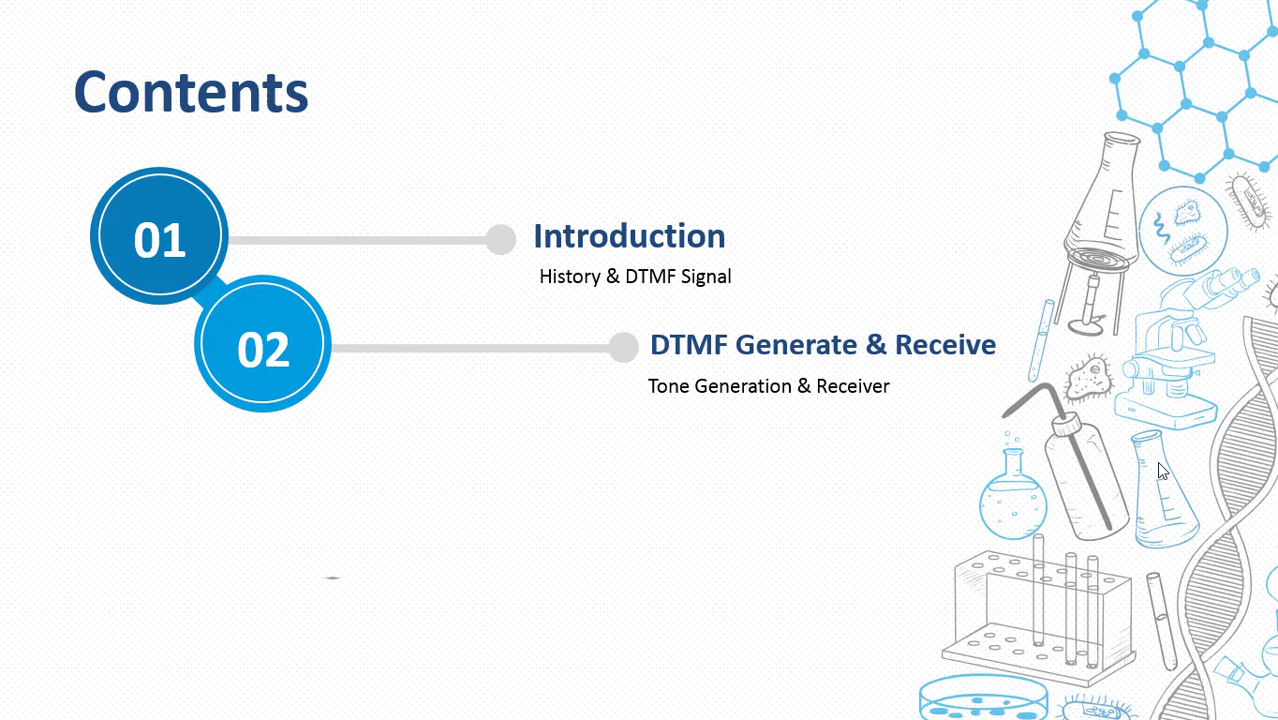 Contents
01
Introduction
History & DTMF Signal
02
DTMF Generate & Receive
Tone Generation & Receiver